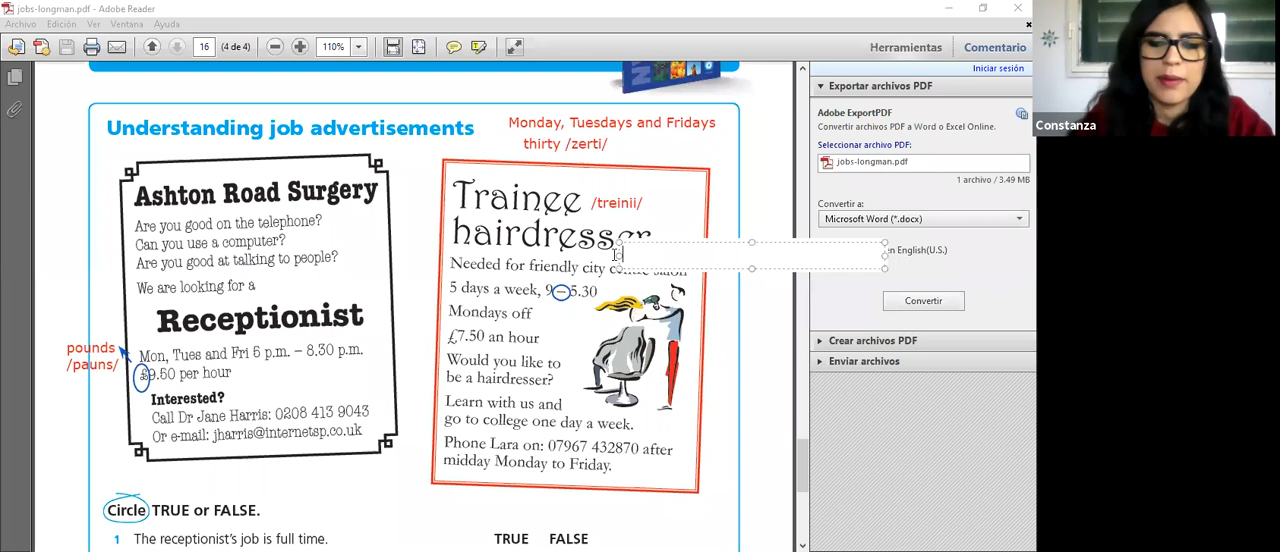 jobs-longman.pdf - Adobe Reader
Archivo Edición Ver Ventana Ayuda
16 (4 de 4) 110% Herramientas Comentario
Understanding job advertisements
Monday, Tuesdays and Fridays
thirty /zerti/
Ashton Road Surgery
Are you good on the telephone?
Can you use a computer?
Are you good at talking to people?
We are looking for a
Receptionist
Mon, Tues and Fri 6 p.m. – 8.30 p.m.
£9.50 per hour
pounds
/pauns/
Interested?
Call Dr Jane Harris: 0208 413 9043
Or e-mail: jharris@internetsp.co.uk
Trainee /treinii/
hairdresser
Needed for friendly city centre salon
5 days a week, 9–5.30
Mondays off
£7.50 an hour
Would you like to
be a hairdresser?
Learn with us and
go to college one day a week.
Phone Lara on: 07967 432870 after
midday Monday to Friday.
Circle TRUE or FALSE.
1 The receptionist's job is full time. TRUE FALSE
Iniciar sesión
Exportar archivos PDF
Adobe ExportPDF
Convertir archivos PDF a Word o Excel Online.
Seleccionar archivo PDF:
jobs-longman.pdf
1 archivo / 3.49 MB
Convertir a:
Microsoft Word (*.docx)
en English(U.S.)
Convertir
Crear archivos PDF
Enviar archivos
Constanza